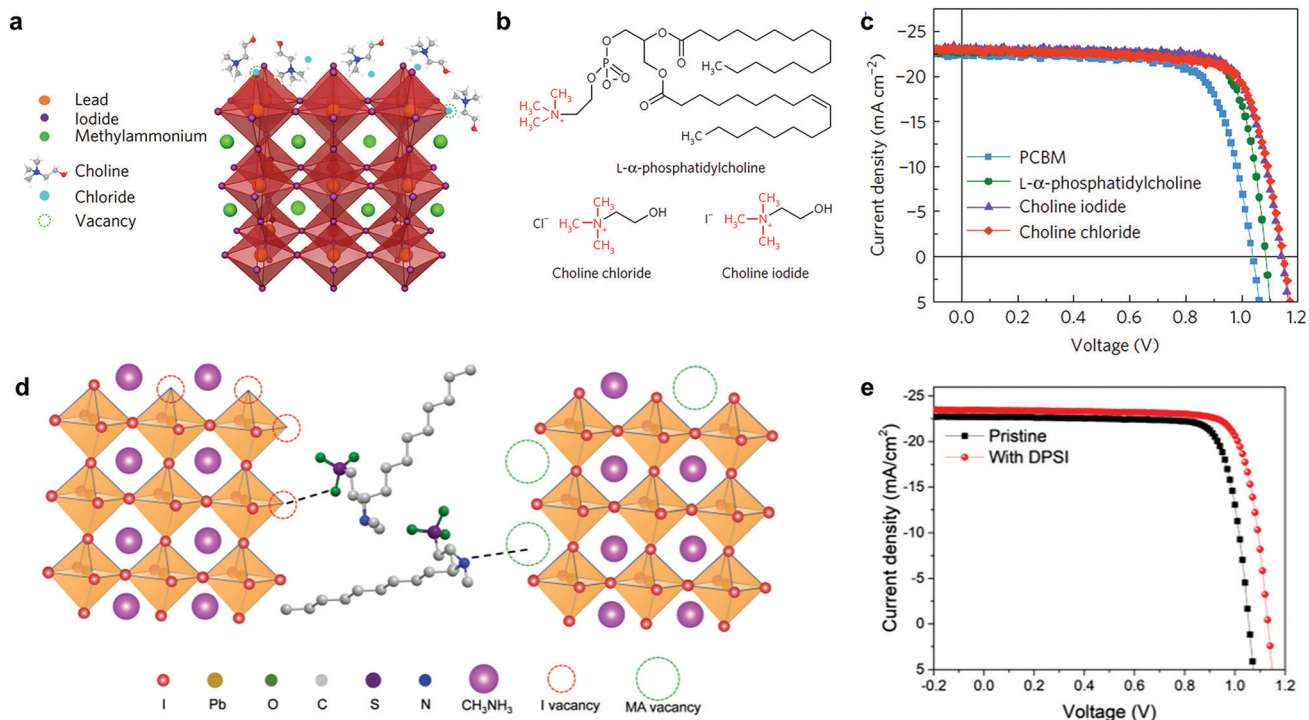 a
Lead
Iodide
Methylammonium
Choline
Chloride
Vacancy
b
O
O
P
O
O
O
O
O
O
H₃C
H₃C
H₃C
CH₃
N
+
CH₃
L-α-phosphatidylcholine
Cl⁻
H₃C
CH₃
N
+
CH₃
OH
Choline chloride
I⁻
H₃C
CH₃
N
+
CH₃
OH
Choline iodide
c
Current density (mA cm⁻²)
-25
-20
-15
-10
-5
0
5
PCBM
L-α-phosphatidylcholine
Choline iodide
Choline chloride
0.0 0.2 0.4 0.6 0.8 1.0 1.2
Voltage (V)
d
I Pb O C S N CH₃NH₃ I vacancy MA vacancy
e
Current density (mA/cm²)
-25
-20
-15
-10
-5
0
5
Pristine
With DPSI
-0.2 0.0 0.2 0.4 0.6 0.8 1.0 1.2
Voltage (V)